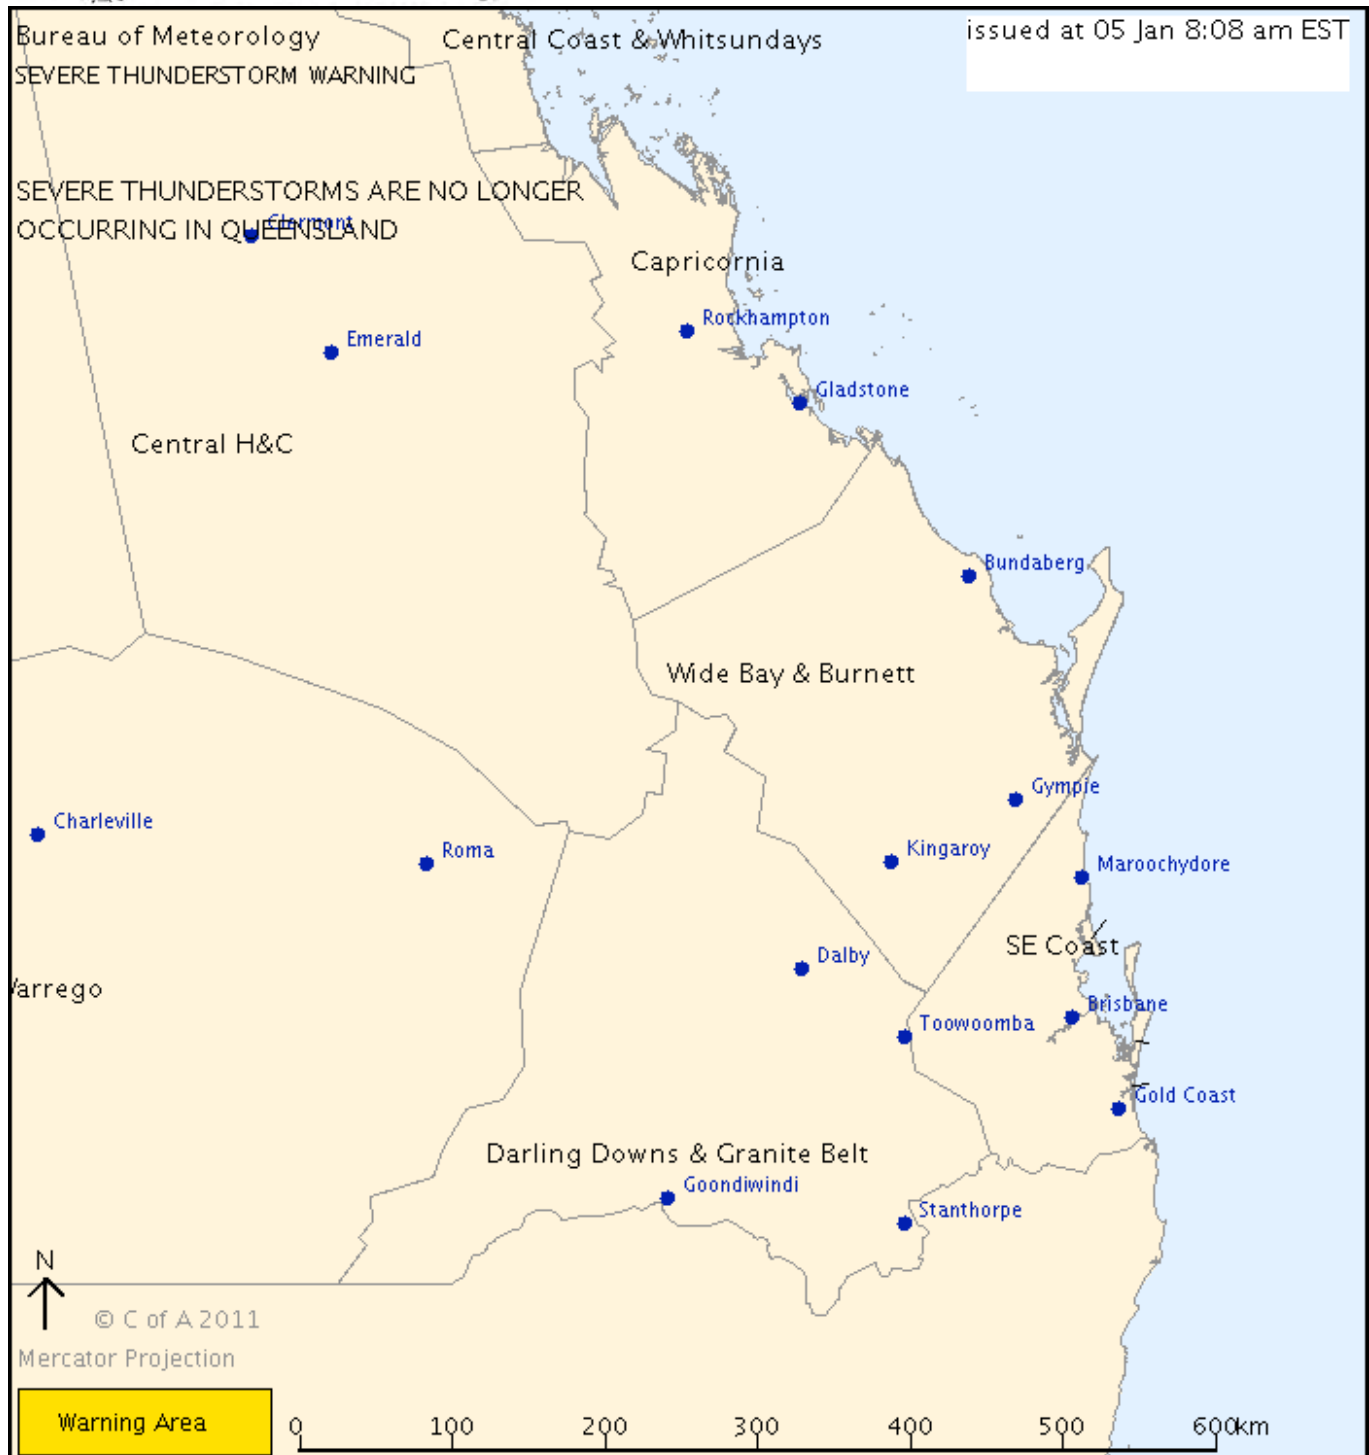 Bureau of Meteorology
Central Coast & Whitsundays
issued at 05 Jan 8:08 am EST
SEVERE THUNDERSTORM WARNING
SEVERE THUNDERSTORMS ARE NO LONGER
OCCURRING IN QUEENSLAND
Clermont
Capricornia
Rockhampton
Emerald
Gladstone
Central H&C
Bundaberg
Wide Bay & Burnett
Gympie
Charleville
Roma
Kingaroy
Maroochydore
SE Coast
Dalby
Warrego
Brisbane
Toowoomba
Gold Coast
Darling Downs & Granite Belt
Goondiwindi
Stanthorpe
N
© C of A 2011
Mercator Projection
Warning Area
0 100 200 300 400 500 600km